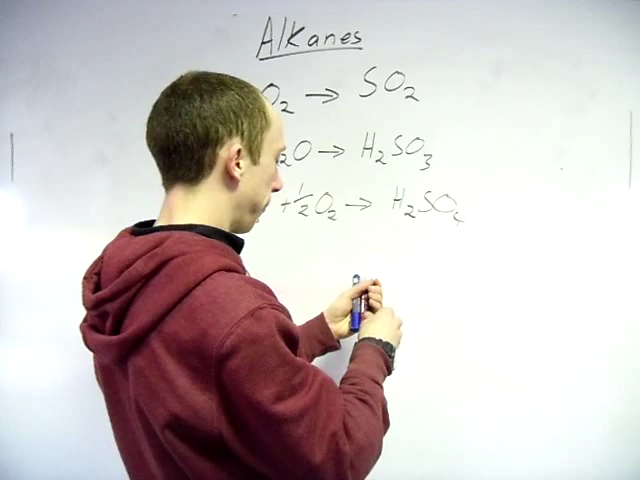 Alkanes
O₂ → SO₂
₂O → H₂SO₃
+½O₂ → H₂SO₄